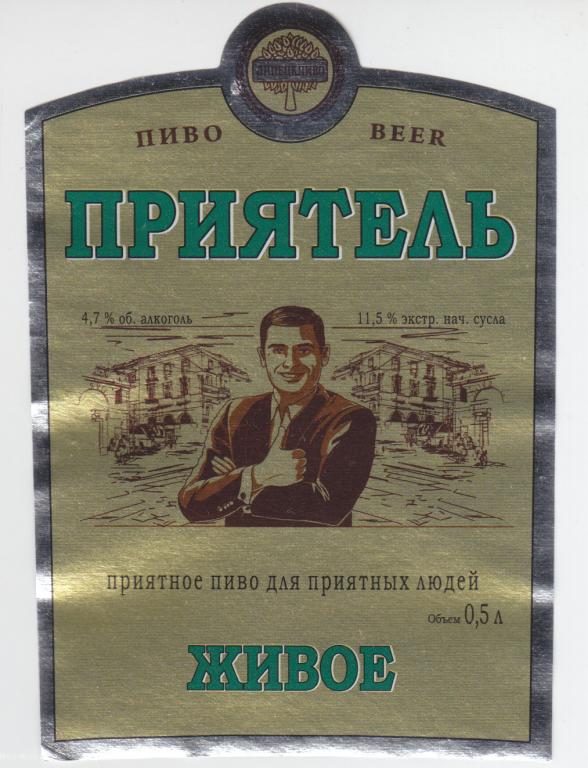 ЛИПЕЦКПИВО
ПИВО BEER
ПРИЯТЕЛЬ
4,7 % об. алкоголь 11,5 % экстр. нач. сусла
приятное пиво для приятных людей
Объем 0,5 л
ЖИВОЕ